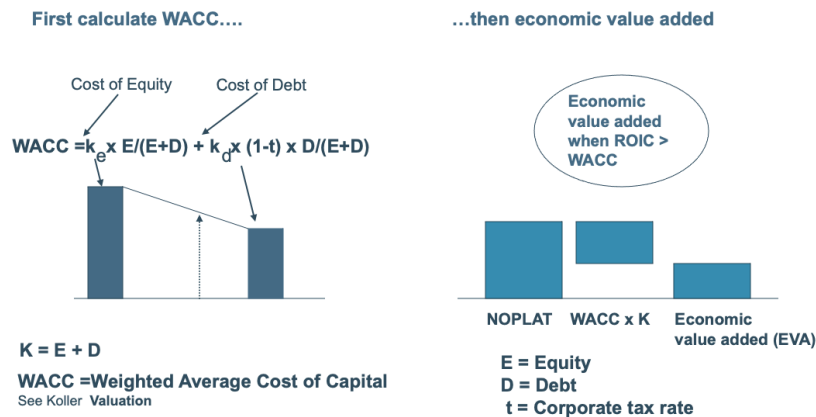 First calculate WACC....
...then economic value added
Cost of Equity
Cost of Debt
WACC =kₑx E/(E+D) + k dx (1-t) x D/(E+D)
Economic
value added
when ROIC >
WACC
NOPLAT
WACC x K
Economic
value added (EVA)
K = E + D
WACC =Weighted Average Cost of Capital
See Koller Valuation
E = Equity
D = Debt
t = Corporate tax rate